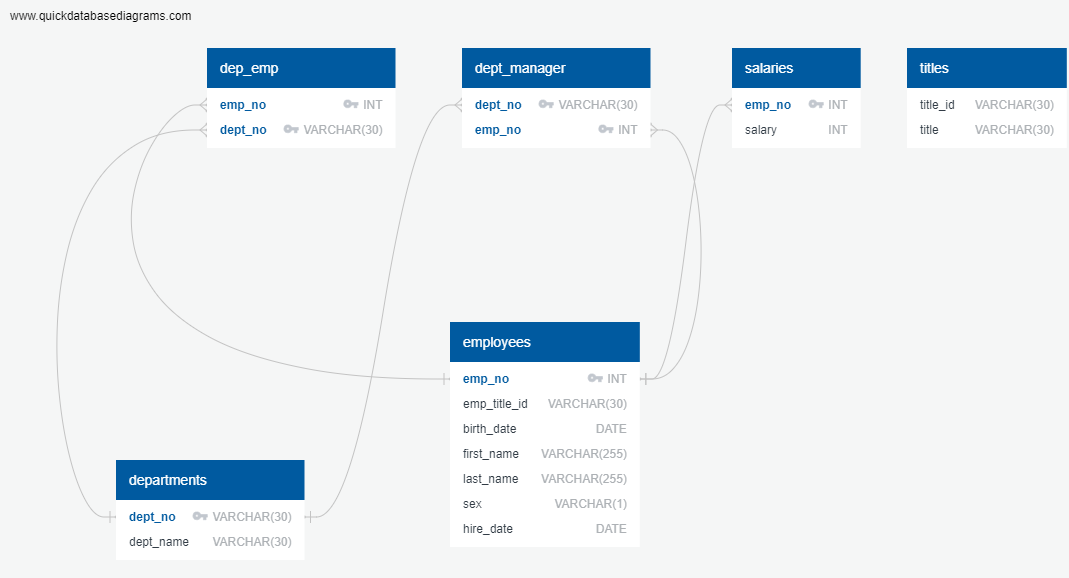 www.quickdatabasediagrams.com
dep_emp
emp_no INT
dept_no VARCHAR(30)
dept_manager
dept_no VARCHAR(30)
emp_no INT
salaries
emp_no INT
salary INT
titles
title_id VARCHAR(30)
title VARCHAR(30)
employees
emp_no INT
emp_title_id VARCHAR(30)
birth_date DATE
first_name VARCHAR(255)
last_name VARCHAR(255)
sex VARCHAR(1)
hire_date DATE
departments
dept_no VARCHAR(30)
dept_name VARCHAR(30)